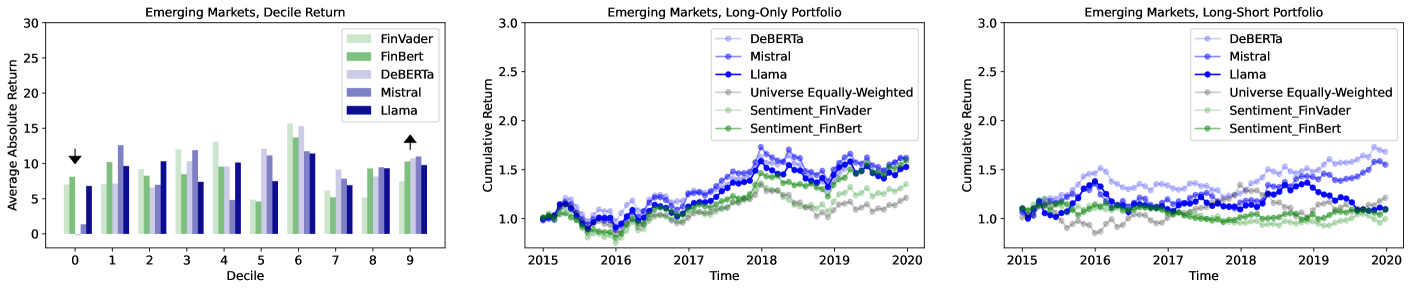 Emerging Markets, Decile Return
Average Absolute Return
30
25
20
15
10
5
0
FinVader
FinBert
DeBERTa
Mistral
Llama
0 1 2 3 4 5 6 7 8 9
Decile
Emerging Markets, Long-Only Portfolio
Cumulative Return
3.0
2.5
2.0
1.5
1.0
DeBERTa
Mistral
Llama
Universe Equally-Weighted
Sentiment_FinVader
Sentiment_FinBert
2015 2016 2017 2018 2019 2020
Time
Emerging Markets, Long-Short Portfolio
Cumulative Return
3.0
2.5
2.0
1.5
1.0
DeBERTa
Mistral
Llama
Universe Equally-Weighted
Sentiment_FinVader
Sentiment_FinBert
2015 2016 2017 2018 2019 2020
Time